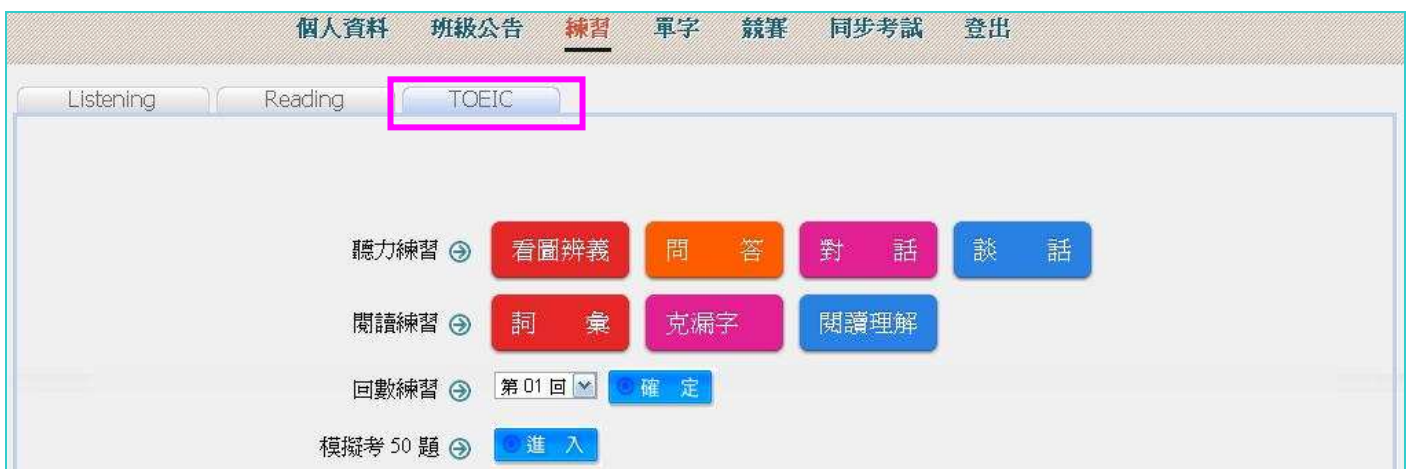 個人資料 班級公告 練習 單字 競賽 同步考試 登出
Listening Reading TOEIC
聽力練習 看圖辨義 問 答 對 話 談 話
閱讀練習 詞 彙 克漏字 閱讀理解
回數練習 第 01 回 確 定
模擬考 50 題 進 入